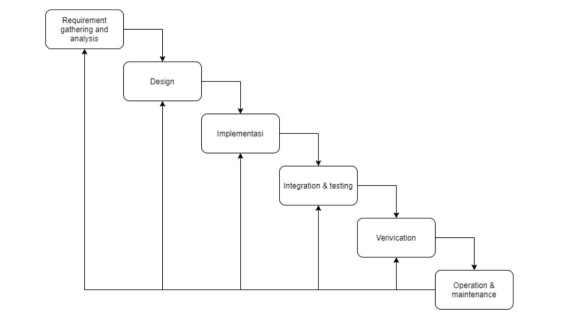 Requirement
gathering and
analysis
Design
Implementasi
Integration & testing
Verivication
Operation &
maintenance